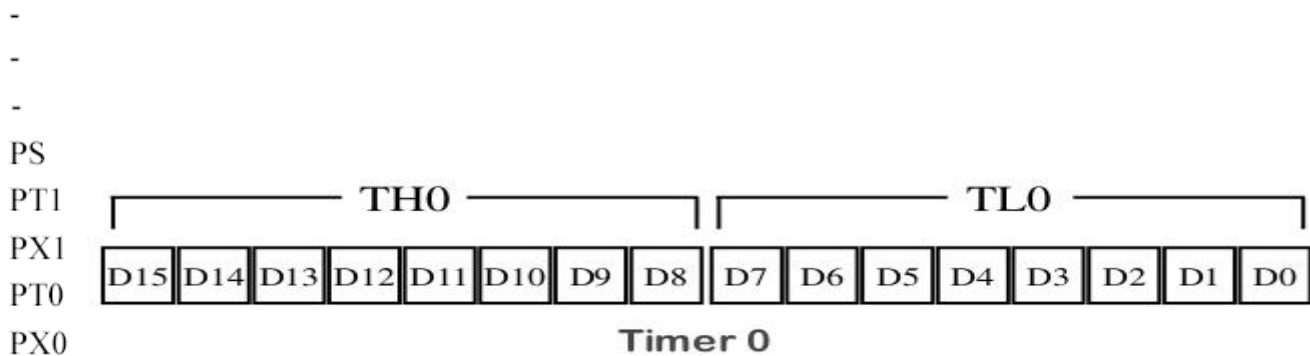 -
-
-
PS
PT1
TH0 TL0
PX1
D15 D14 D13 D12 D11 D10 D9 D8 D7 D6 D5 D4 D3 D2 D1 D0
PT0
PX0
Timer 0